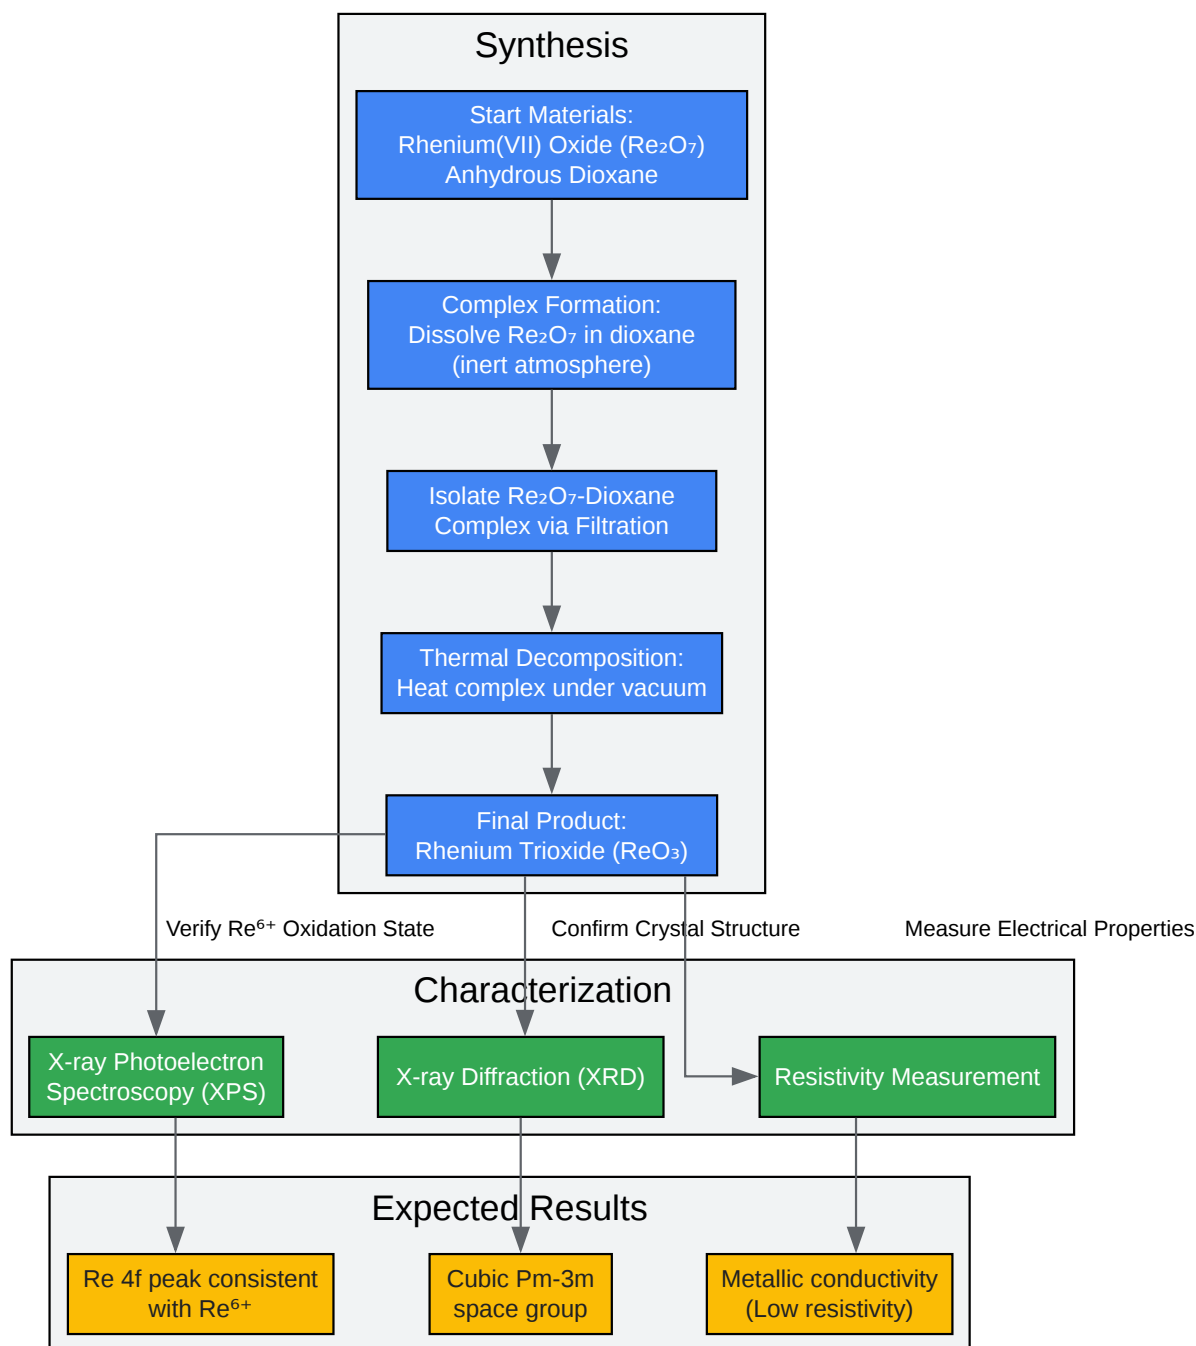 Synthesis
Start Materials:
Rhenium(VII) Oxide (Re₂O₇)
Anhydrous Dioxane
Complex Formation:
Dissolve Re₂O₇ in dioxane
(inert atmosphere)
Isolate Re₂O₇-Dioxane
Complex via Filtration
Thermal Decomposition:
Heat complex under vacuum
Final Product:
Rhenium Trioxide (ReO₃)
Verify Re⁶⁺ Oxidation State
Confirm Crystal Structure
Measure Electrical Properties
Characterization
X-ray Photoelectron
Spectroscopy (XPS)
X-ray Diffraction (XRD)
Resistivity Measurement
Expected Results
Re 4f peak consistent
with Re⁶⁺
Cubic Pm-3m
space group
Metallic conductivity
(Low resistivity)